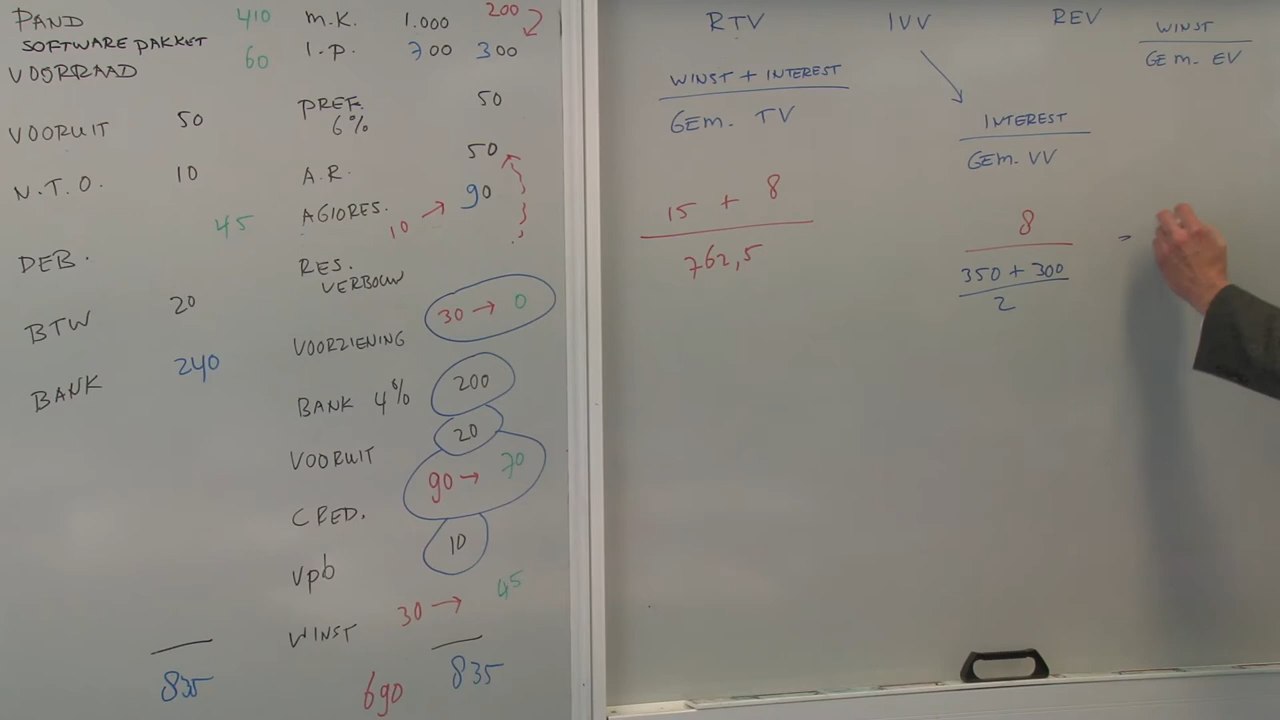 PAND 410 M.K. 1.000 200
SOFTWARE PAKKET 60 I.P. 700 300
VOORRAAD
PREF. 50
6%
VOORUIT 50
A.R. 50
N.T.O. 10
AGIORES. 10 → 90
45
DEB.
RES.
VERBOUW
BTW 20
VOORZIENING 30 → 0
BANK 240
BANK 4% 200
VOORUIT 20
CRED. 90 → 70
Vpb 10
WINST 30 → 45
835 690 835
RTV IVV REV WINST
GEM. EV
WINST + INTEREST
GEM. TV
INTEREST
GEM. VV
15 + 8
762,5
8 =
350 + 300
2